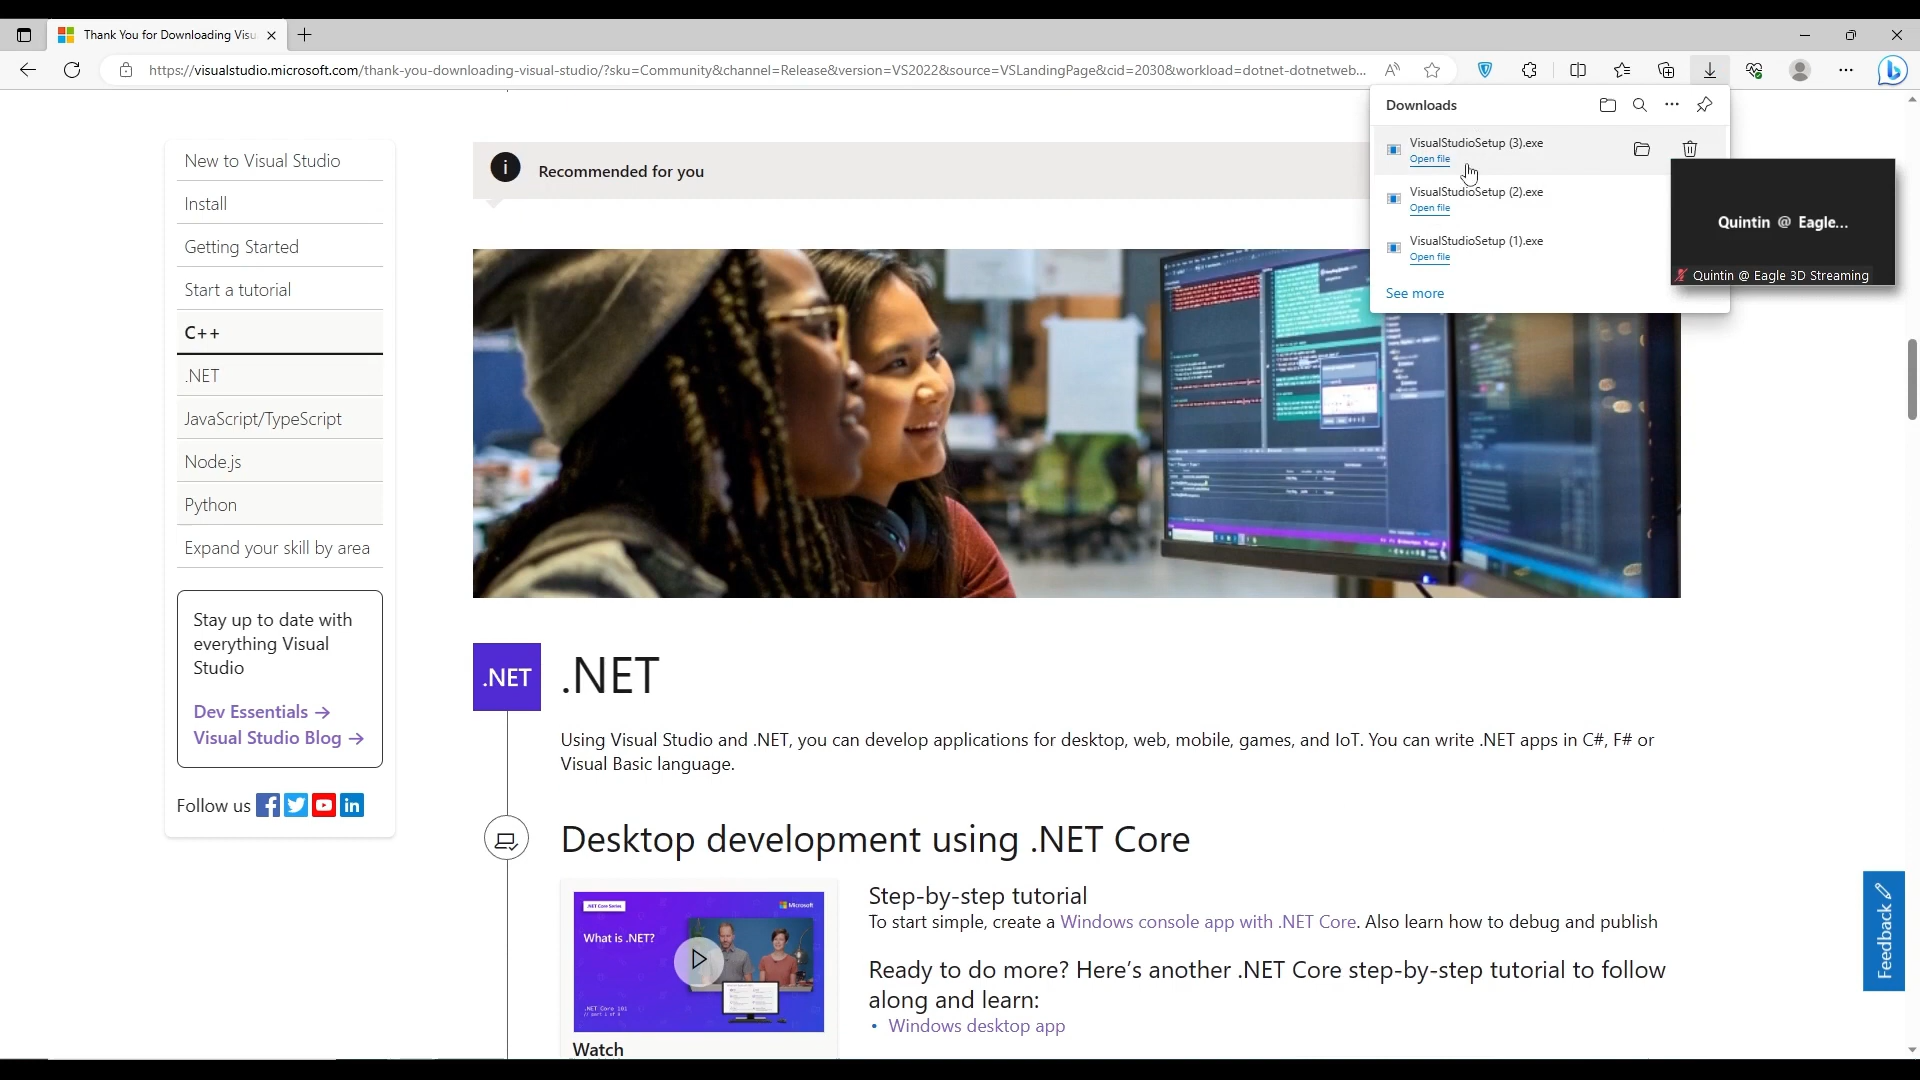 Thank You for Downloading Visu
https://visualstudio.microsoft.com/thank-you-downloading-visual-studio/?sku=Community&channel=Release&version=VS2022&source=VSLandingPage&cid=2030&workload=dotnet-dotnetweb...
Downloads
VisualStudioSetup (3).exe
Open file
VisualStudioSetup (2).exe
Open file
VisualStudioSetup (1).exe
Open file
See more
Quintin @ Eagle...
Quintin @ Eagle 3D Streaming
New to Visual Studio
Install
Getting Started
Start a tutorial
C++
.NET
JavaScript/TypeScript
Node.js
Python
Expand your skill by area
Stay up to date with
everything Visual
Studio
Dev Essentials →
Visual Studio Blog →
Follow us
Recommended for you
.NET
.NET
Using Visual Studio and .NET, you can develop applications for desktop, web, mobile, games, and IoT. You can write .NET apps in C#, F# or
Visual Basic language.
Desktop development using .NET Core
.NET Core Series
Microsoft
What is .NET?
.NET Core 101
Watch
Step-by-step tutorial
To start simple, create a Windows console app with .NET Core. Also learn how to debug and publish
Ready to do more? Here's another .NET Core step-by-step tutorial to follow
along and learn:
• Windows desktop app
Feedback